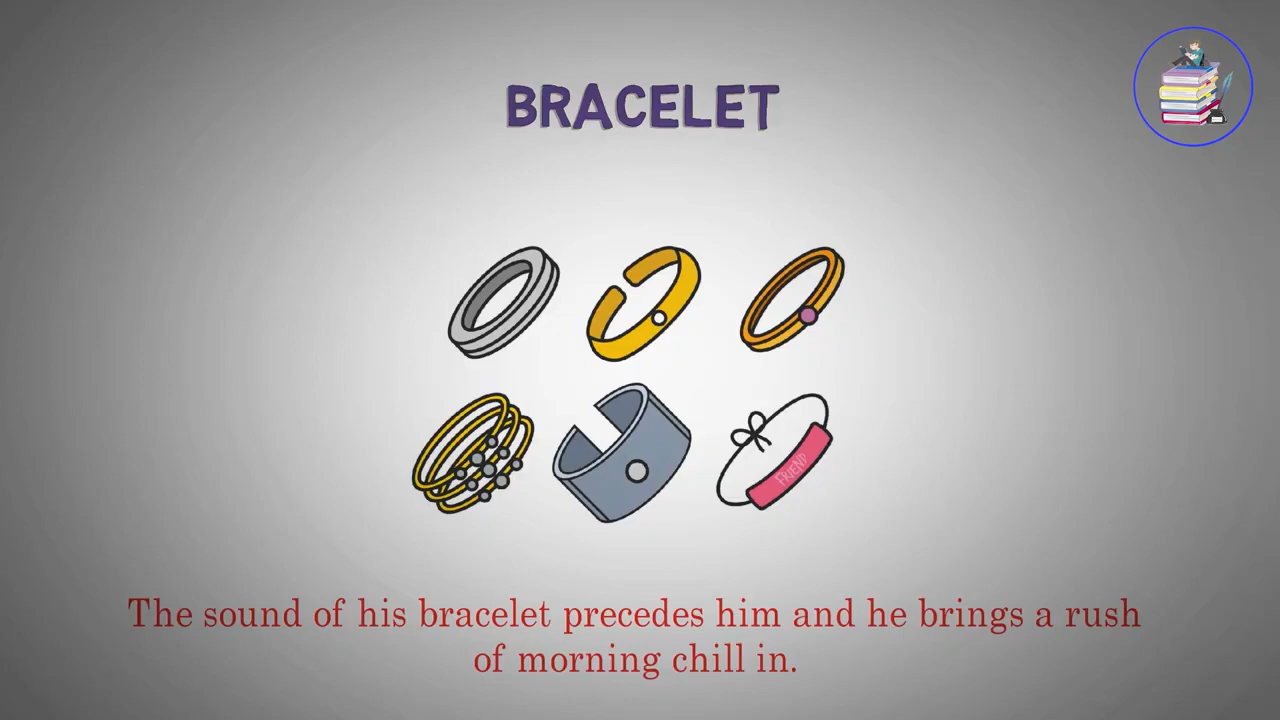 BRACELET
FRIEND
The sound of his bracelet precedes him and he brings a rush
of morning chill in.